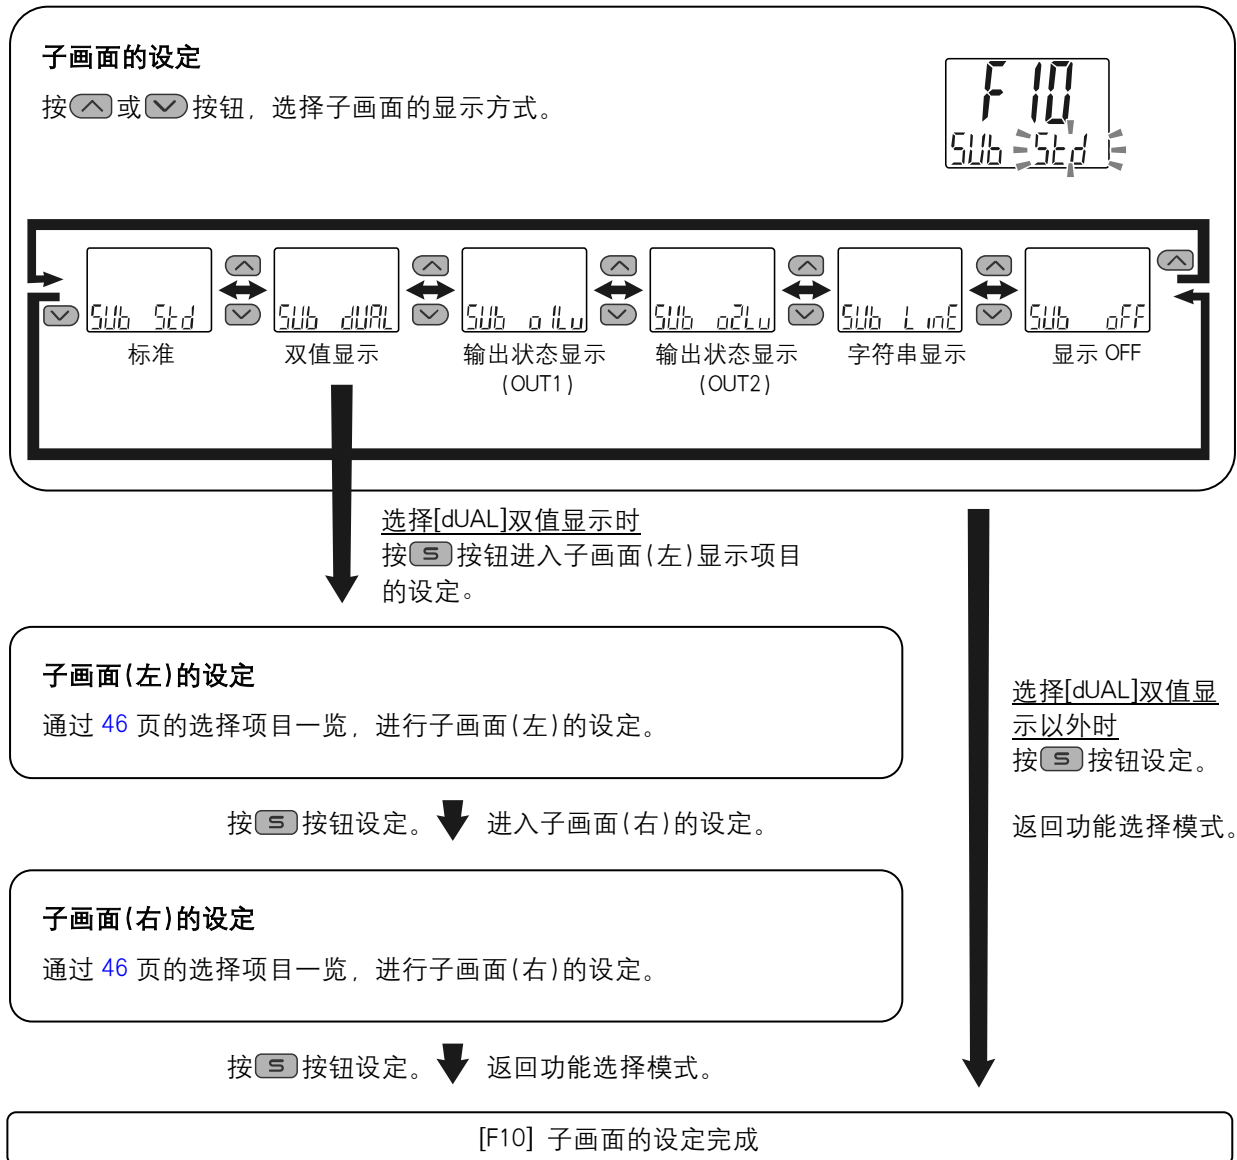 子画面的设定
按或按钮，选择子画面的显示方式。
F10
SUb Std
SUb Std
SUb dUAL
SUb o1Lv
SUb o2Lv
SUb LinE
SUb oFF
标准
双值显示
输出状态显示
(OUT1)
输出状态显示
(OUT2)
字符串显示
显示 OFF
选择[dUAL]双值显示时
按S按钮进入子画面(左)显示项目
的设定。
子画面(左)的设定
通过 46 页的选择项目一览，进行子画面(左)的设定。
选择[dUAL]双值显
示以外时
按S按钮设定。
返回功能选择模式。
按S按钮设定。 进入子画面(右)的设定。
子画面(右)的设定
通过 46 页的选择项目一览，进行子画面(右)的设定。
按S按钮设定。 返回功能选择模式。
[F10] 子画面的设定完成